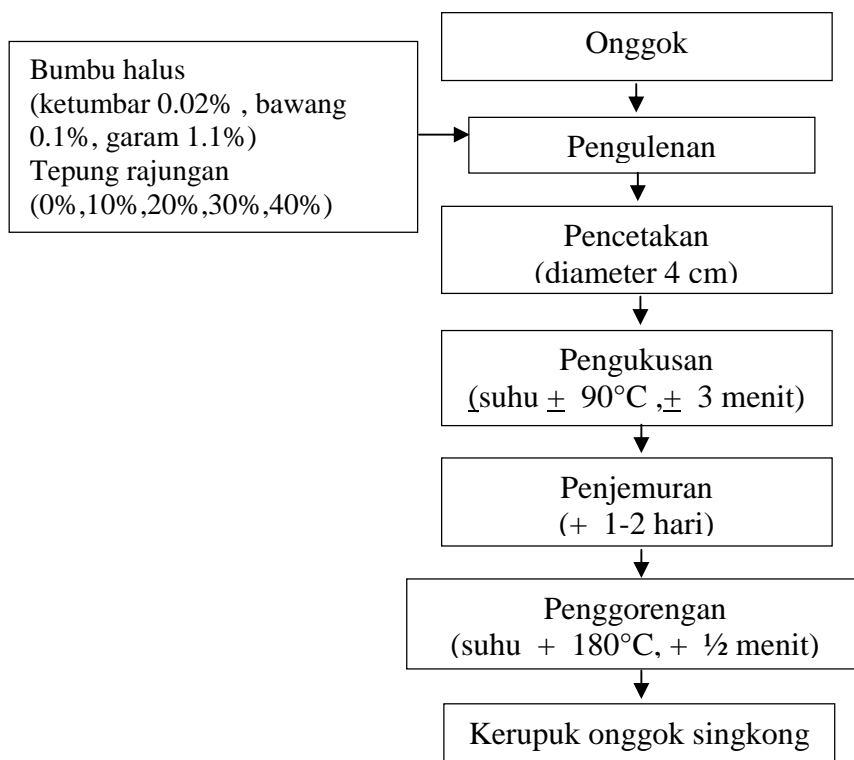 Onggok
Bumbu halus
(ketumbar 0.02% , bawang
0.1%, garam 1.1%)
Tepung rajungan
(0%,10%,20%,30%,40%)
Pengulenan
Pencetakan
(diameter 4 cm)
Pengukusan
(suhu ± 90°C ,± 3 menit)
Penjemuran
(+ 1-2 hari)
Penggorengan
(suhu + 180°C, + ½ menit)
Kerupuk onggok singkong